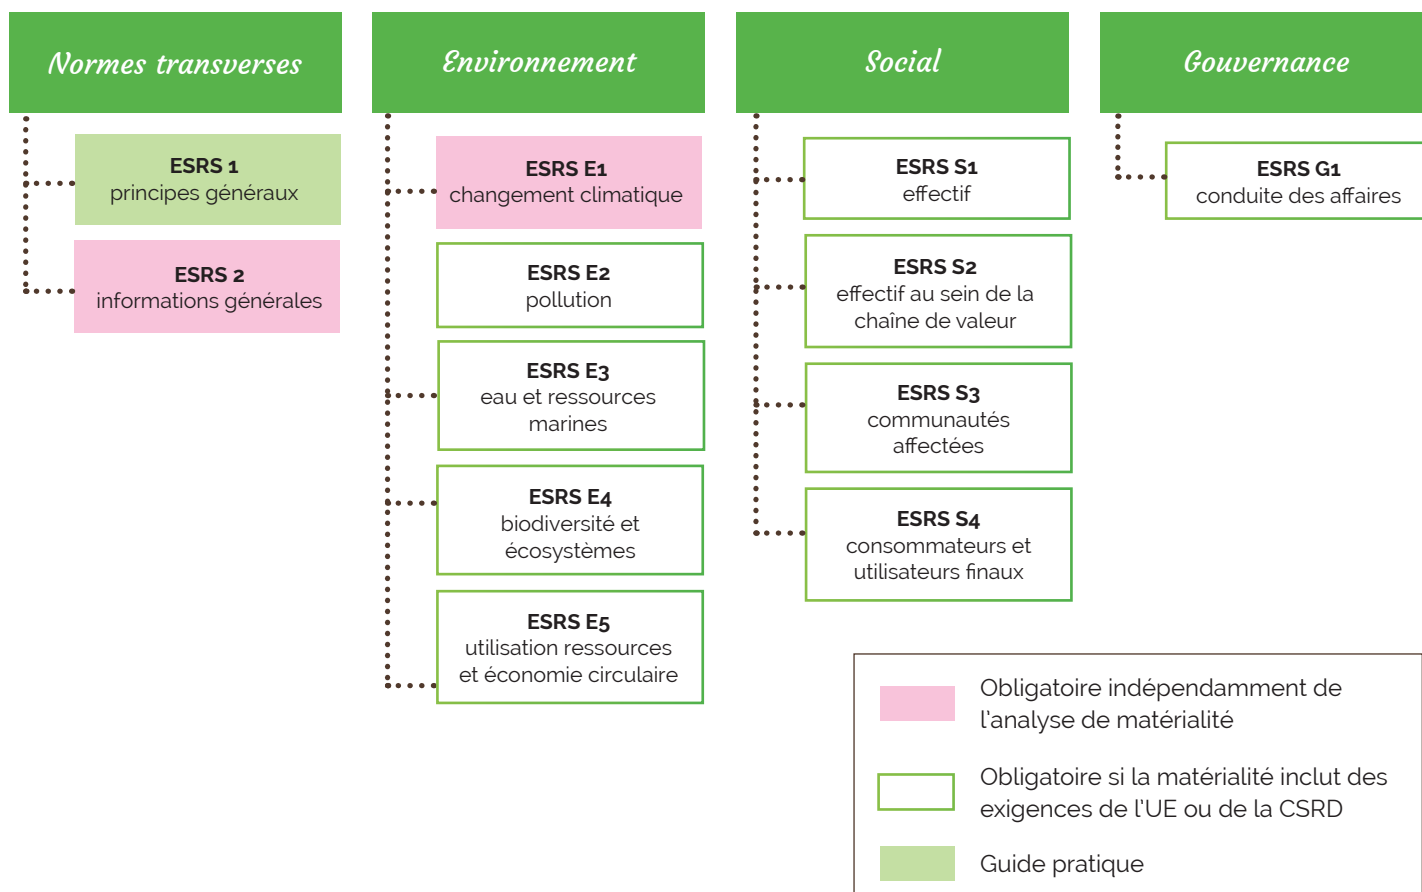 Normes transverses
ESRS 1
principes généraux
ESRS 2
informations générales
Environnement
ESRS E1
changement climatique
ESRS E2
pollution
ESRS E3
eau et ressources
marines
ESRS E4
biodiversité et
écosystèmes
ESRS E5
utilisation ressources
et économie circulaire
Social
ESRS S1
effectif
ESRS S2
effectif au sein de la
chaîne de valeur
ESRS S3
communautés
affectées
ESRS S4
consommateurs et
utilisateurs finaux
Gouvernance
ESRS G1
conduite des affaires
Obligatoire indépendamment de
l'analyse de matérialité
Obligatoire si la matérialité inclut des
exigences de l'UE ou de la CSRD
Guide pratique